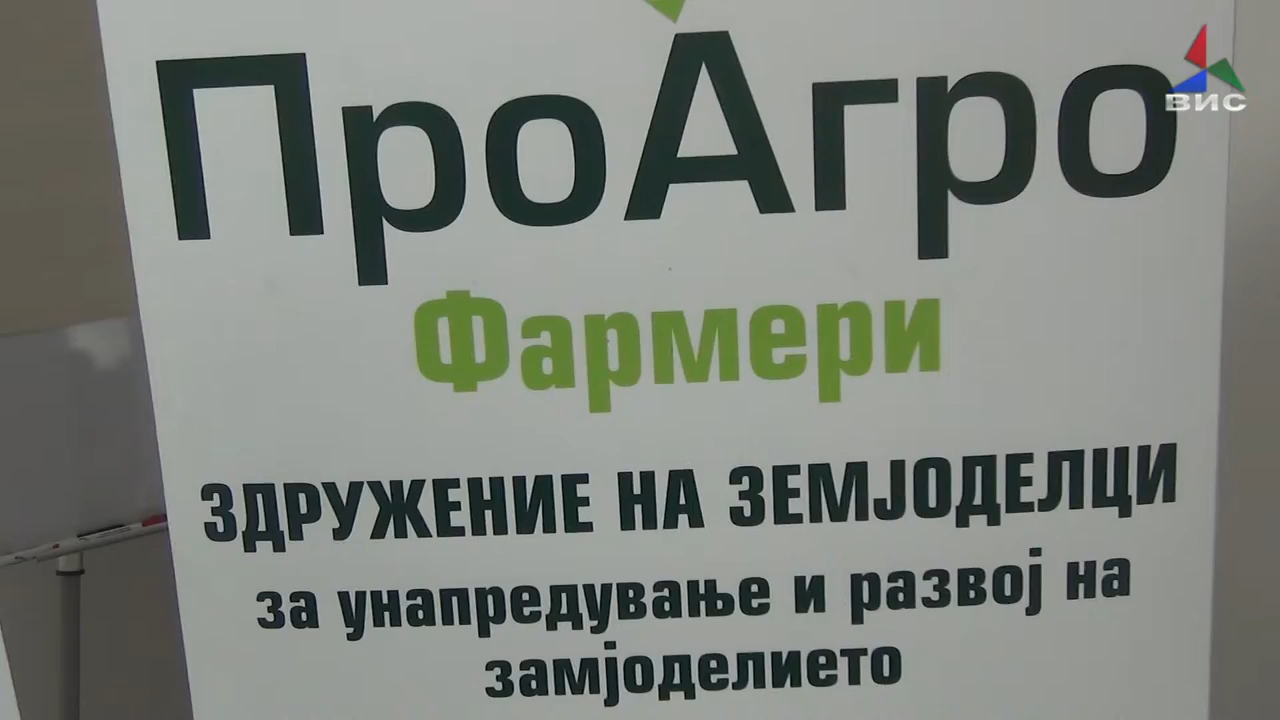 ПроАгро
ВИС
Фармери
ЗДРУЖЕНИЕ НА ЗЕМЈОДЕЛЦИ
за унапредување и развој на
замјоделието